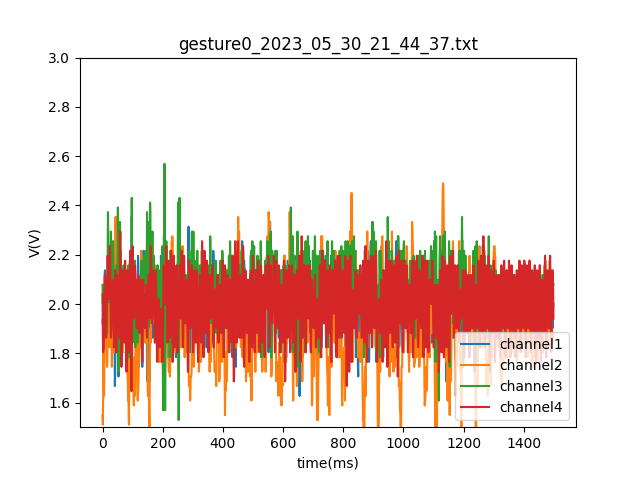 gesture0_2023_05_30_21_44_37.txt
3.0
2.8
2.6
2.4
2.2
2.0
1.8
1.6
V(V)
channel1
channel2
channel3
channel4
0 200 400 600 800 1000 1200 1400
time(ms)